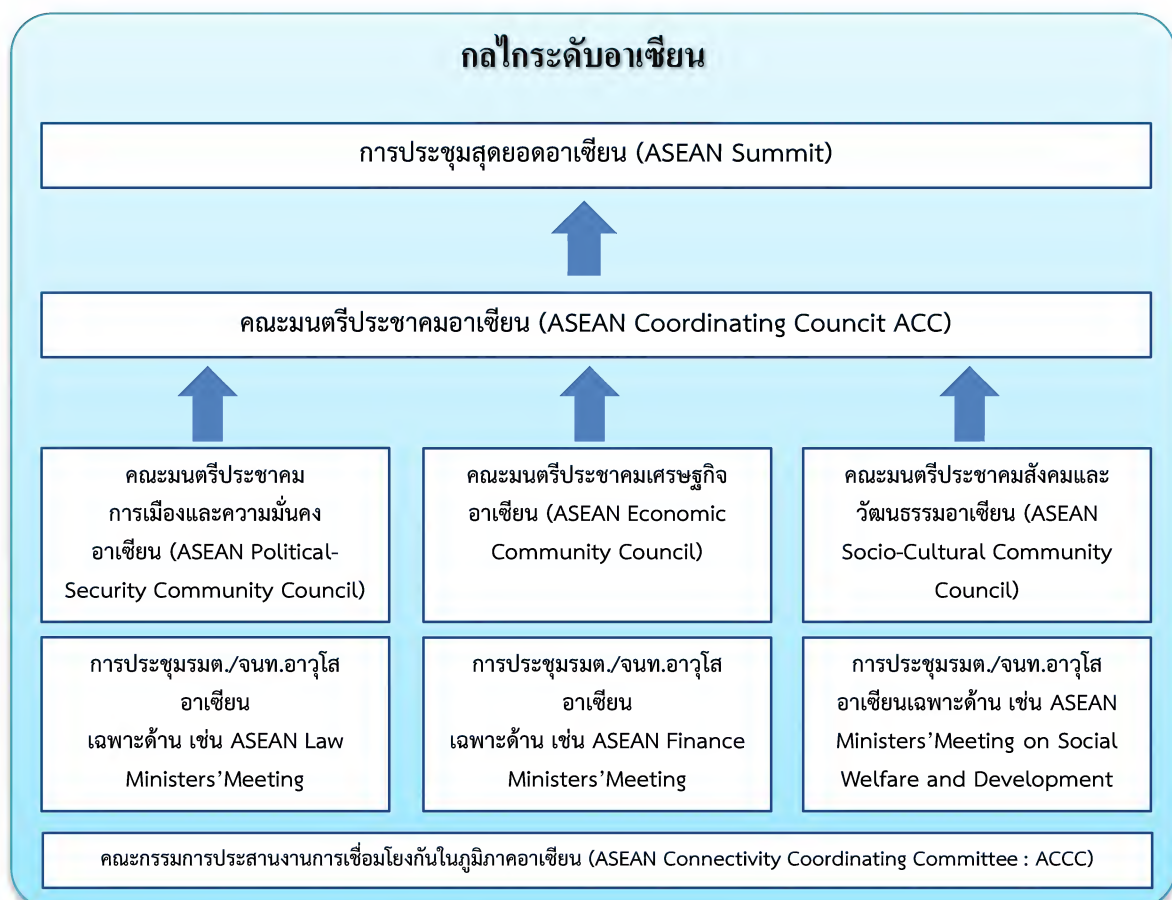 กลไกระดับอาเซียน
การประชุมสุดยอดอาเซียน (ASEAN Summit)
คณะมนตรีประชาคมอาเซียน (ASEAN Coordinating Councit ACC)
คณะมนตรีประชาคม
การเมืองและความมั่นคง
อาเซียน (ASEAN Political-
Security Community Council)
คณะมนตรีประชาคมเศรษฐกิจ
อาเซียน (ASEAN Economic
Community Council)
คณะมนตรีประชาคมสังคมและ
วัฒนธรรมอาเซียน (ASEAN
Socio-Cultural Community
Council)
การประชุมรมต./จนท.อาวุโส
อาเซียน
เฉพาะด้าน เช่น ASEAN Law
Ministers'Meeting
การประชุมรมต./จนท.อาวุโส
อาเซียน
เฉพาะด้าน เช่น ASEAN Finance
Ministers'Meeting
การประชุมรมต./จนท.อาวุโส
อาเซียนเฉพาะด้าน เช่น ASEAN
Ministers'Meeting on Social
Welfare and Development
คณะกรรมการประสานงานการเชื่อมโยงกันในภูมิภาคอาเซียน (ASEAN Connectivity Coordinating Committee : ACCC)